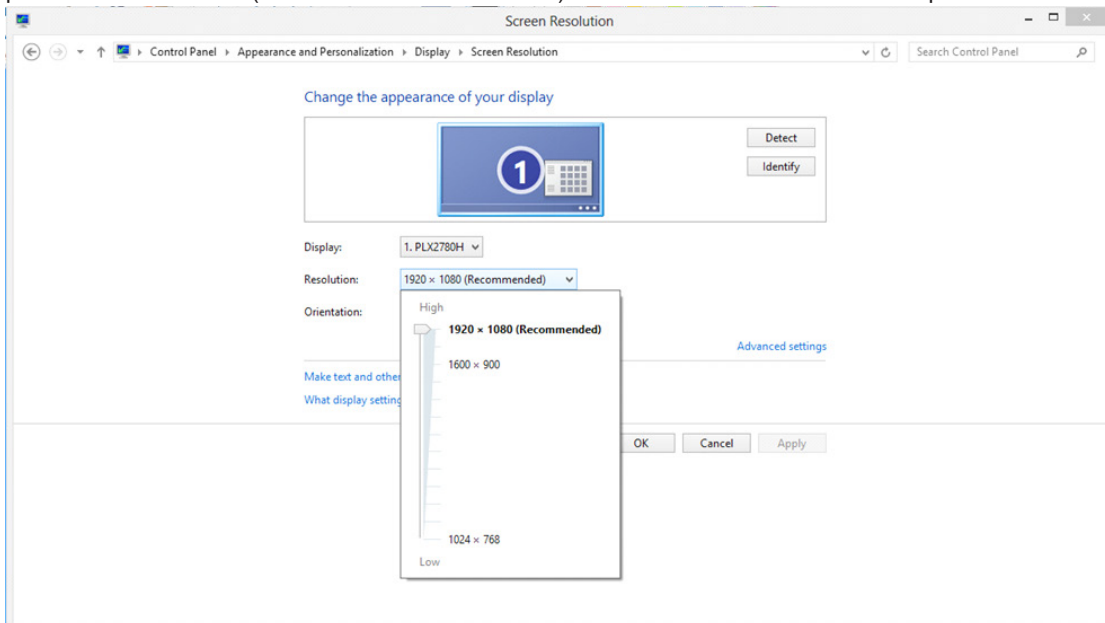 Screen Resolution
Control Panel Appearance and Personalization Display Screen Resolution
Search Control Panel
Change the appearance of your display
1
Detect
Identify
Display: 1. PLX2780H
Resolution: 1920 × 1080 (Recommended)
Orientation:
High
1920 × 1080 (Recommended)
1600 × 900
1024 × 768
Low
Advanced settings
Make text and other
What display setting
OK Cancel Apply